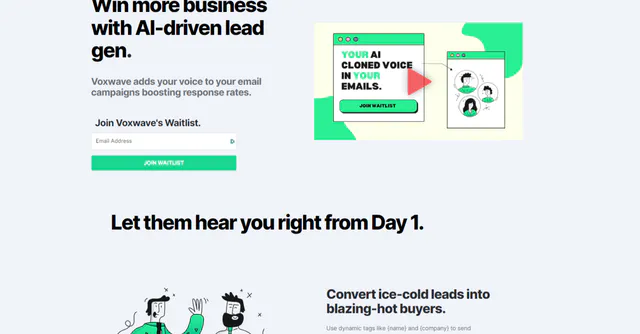 Win more business
with AI-driven lead
gen.
Voxwave adds your voice to your email
campaigns boosting response rates.
Join Voxwave's Waitlist.
Email Address
JOIN WAITLIST
YOUR AI
CLONED VOICE
IN YOUR
EMAILS.
JOIN WAITLIST
Let them hear you right from Day 1.
Convert ice-cold leads into
blazing-hot buyers.
Use dynamic tags like {name} and {company} to send